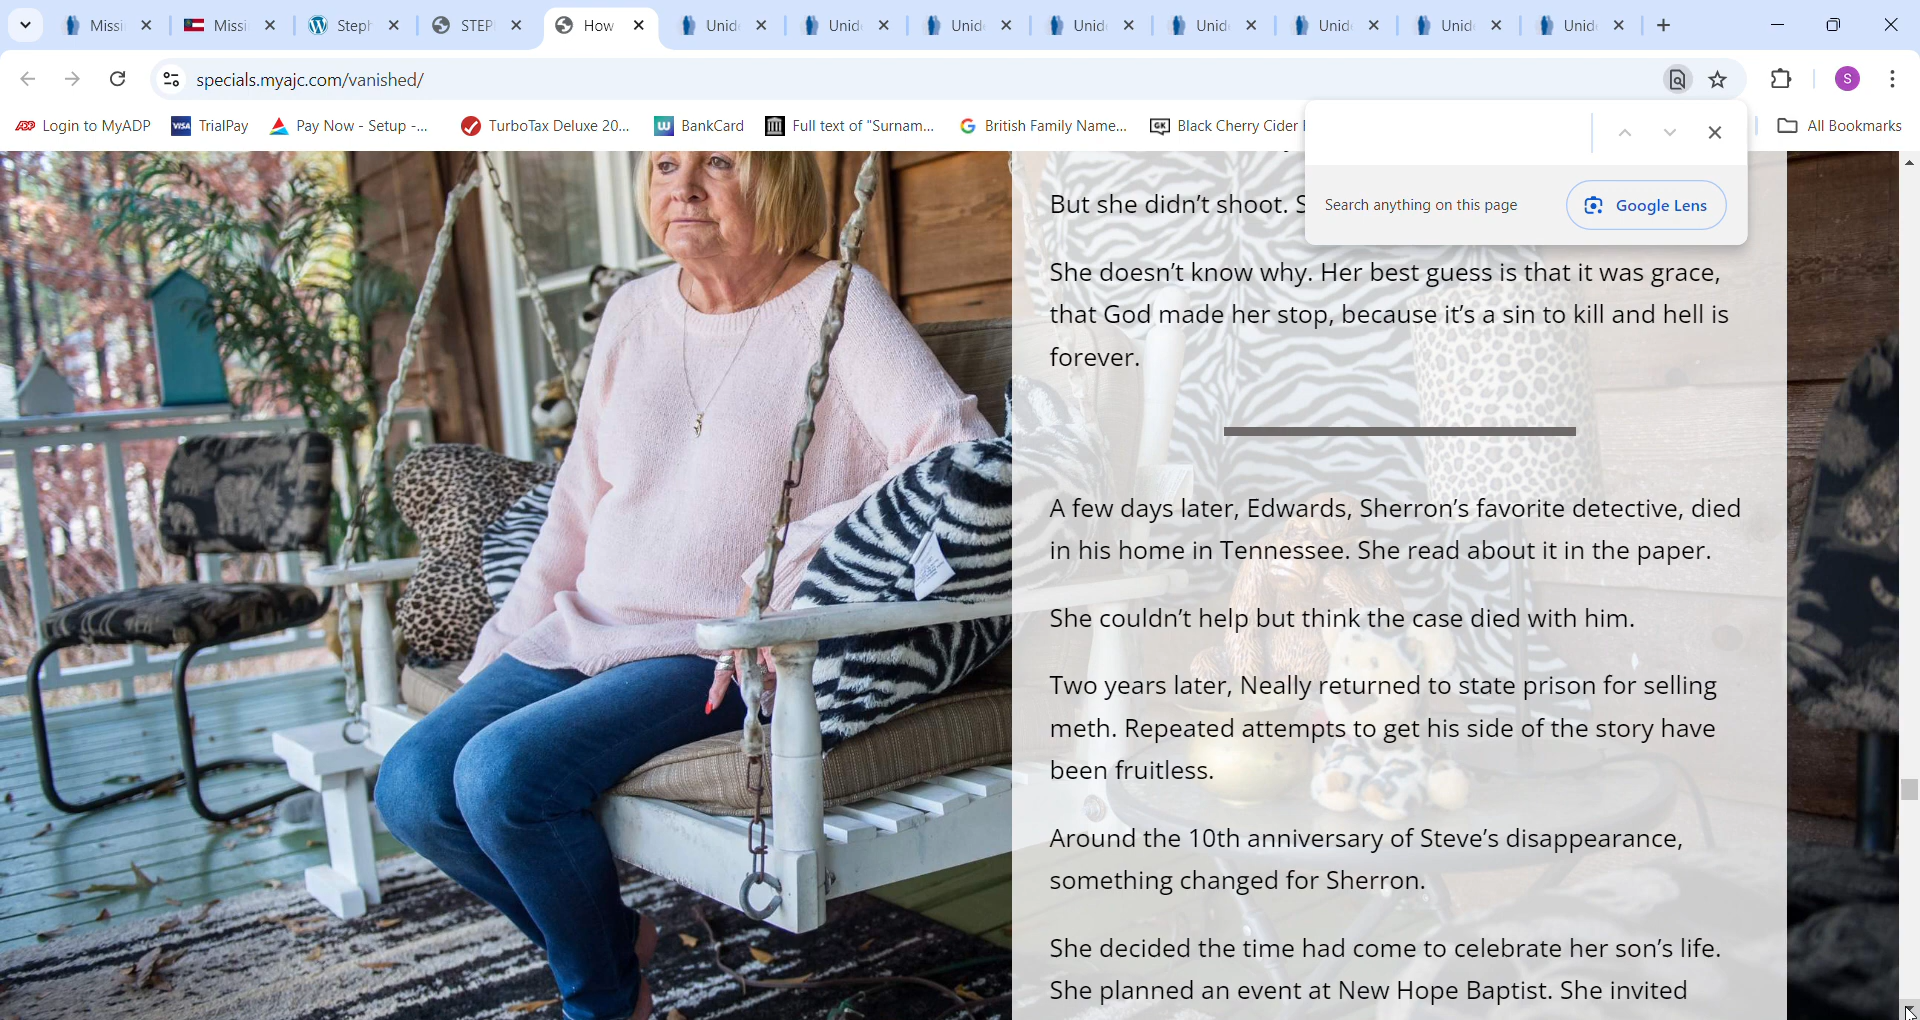 Missi
Missi
Steph
STEP
How
Unid
Unid
Unid
Unid
Unid
Unid
Unid
Unid
specials.myajc.com/vanished/
S
Login to MyADP
VISA
TrialPay
Pay Now - Setup -...
TurboTax Deluxe 20...
BankCard
Full text of "Surnam...
British Family Name...
GK
Black Cherry Cider
All Bookmarks
Search anything on this page
Google Lens
But she didn't shoot. S
She doesn't know why. Her best guess is that it was grace,
that God made her stop, because it's a sin to kill and hell is
forever.
A few days later, Edwards, Sherron's favorite detective, died
in his home in Tennessee. She read about it in the paper.
She couldn't help but think the case died with him.
Two years later, Neally returned to state prison for selling
meth. Repeated attempts to get his side of the story have
been fruitless.
Around the 10th anniversary of Steve's disappearance,
something changed for Sherron.
She decided the time had come to celebrate her son's life.
She planned an event at New Hope Baptist. She invited